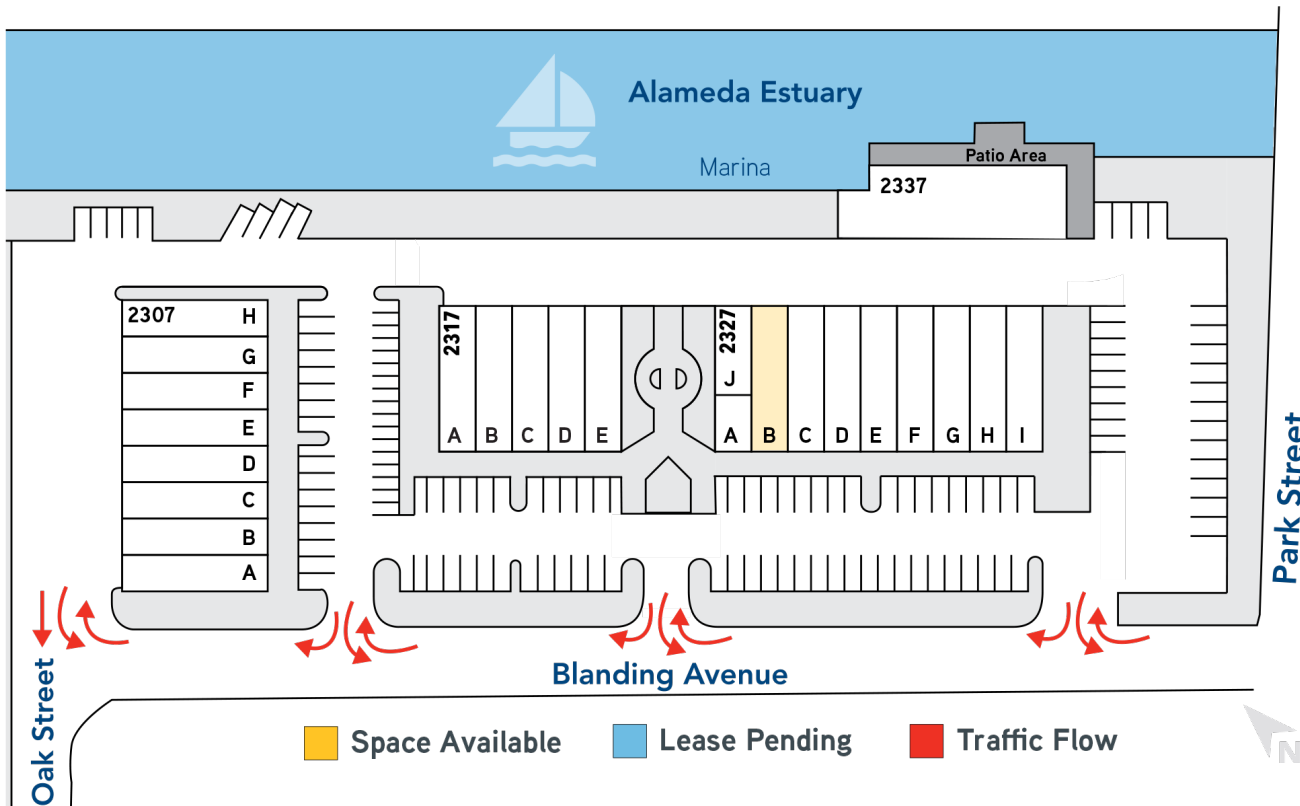 Alameda Estuary
Marina
Patio Area
2337
2307
H
G
F
E
D
C
B
A
2317
A B C D E
2327
J
A B C D E F G H I
Park Street
Oak Street
Blanding Avenue
Space Available
Lease Pending
Traffic Flow
N